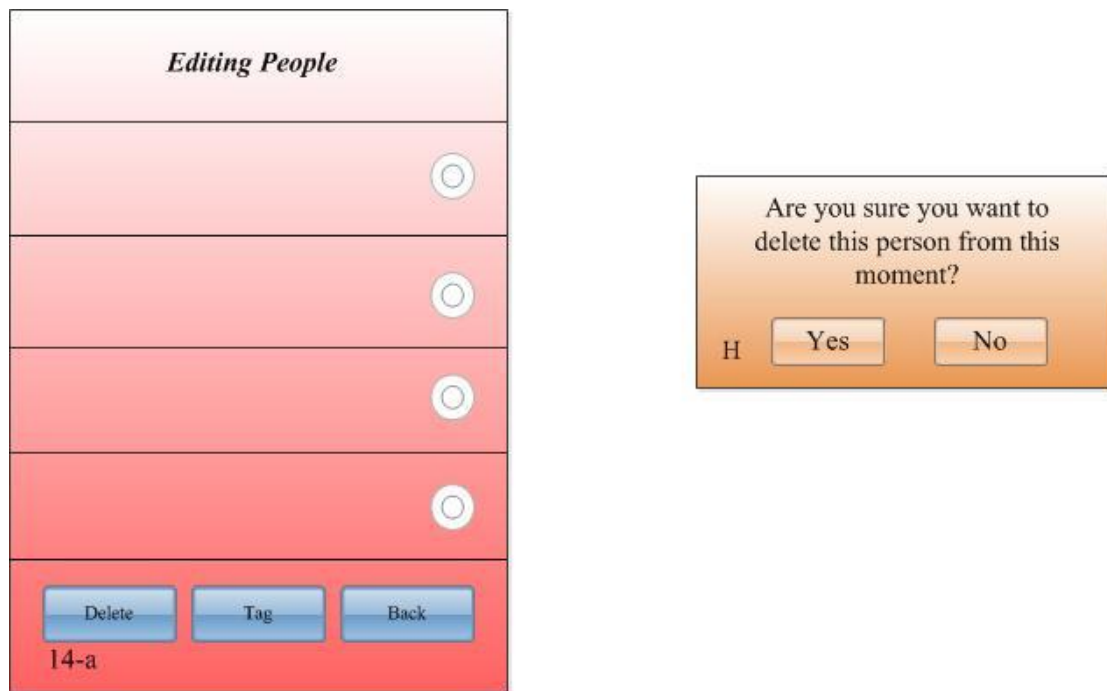 Editing People
Delete Tag Back
14-a
Are you sure you want to
delete this person from this
moment?
H Yes No